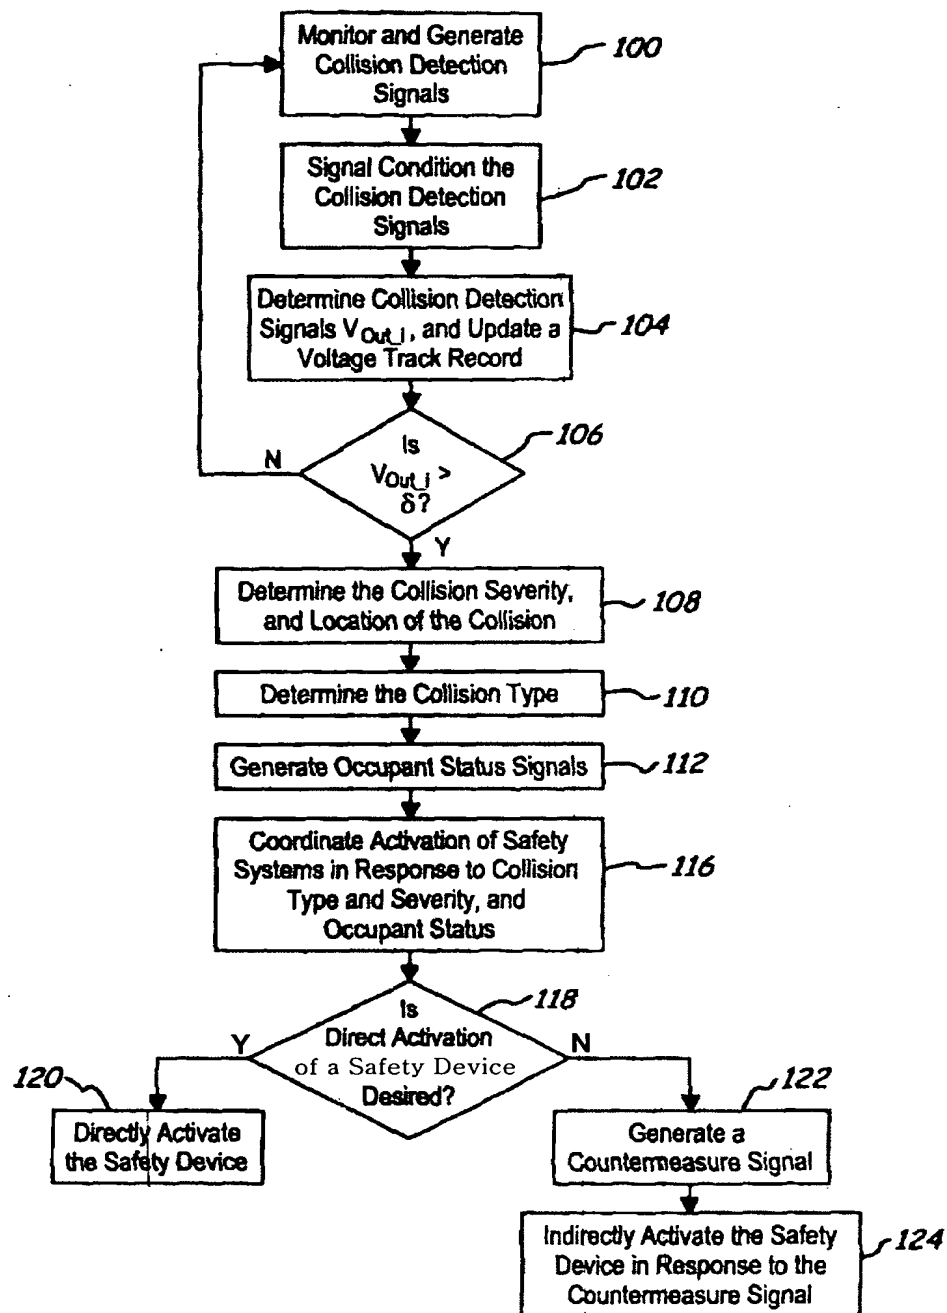 Monitor and Generate
Collision Detection
Signals
100
Signal Condition the
Collision Detection
Signals
102
Determine Collision Detection
Signals VOut_i, and Update a
Voltage Track Record
104
Is
VOut_i >
δ?
106
N
Y
Determine the Collision Severity,
and Location of the Collision
108
Determine the Collision Type
110
Generate Occupant Status Signals
112
Coordinate Activation of Safety
Systems in Response to Collision
Type and Severity, and
Occupant Status
116
Is
Direct Activation
of a Safety Device
Desired?
118
Y
N
120
Directly Activate
the Safety Device
122
Generate a
Countermeasure Signal
Indirectly Activate the Safety
Device in Response to the
Countermeasure Signal
124